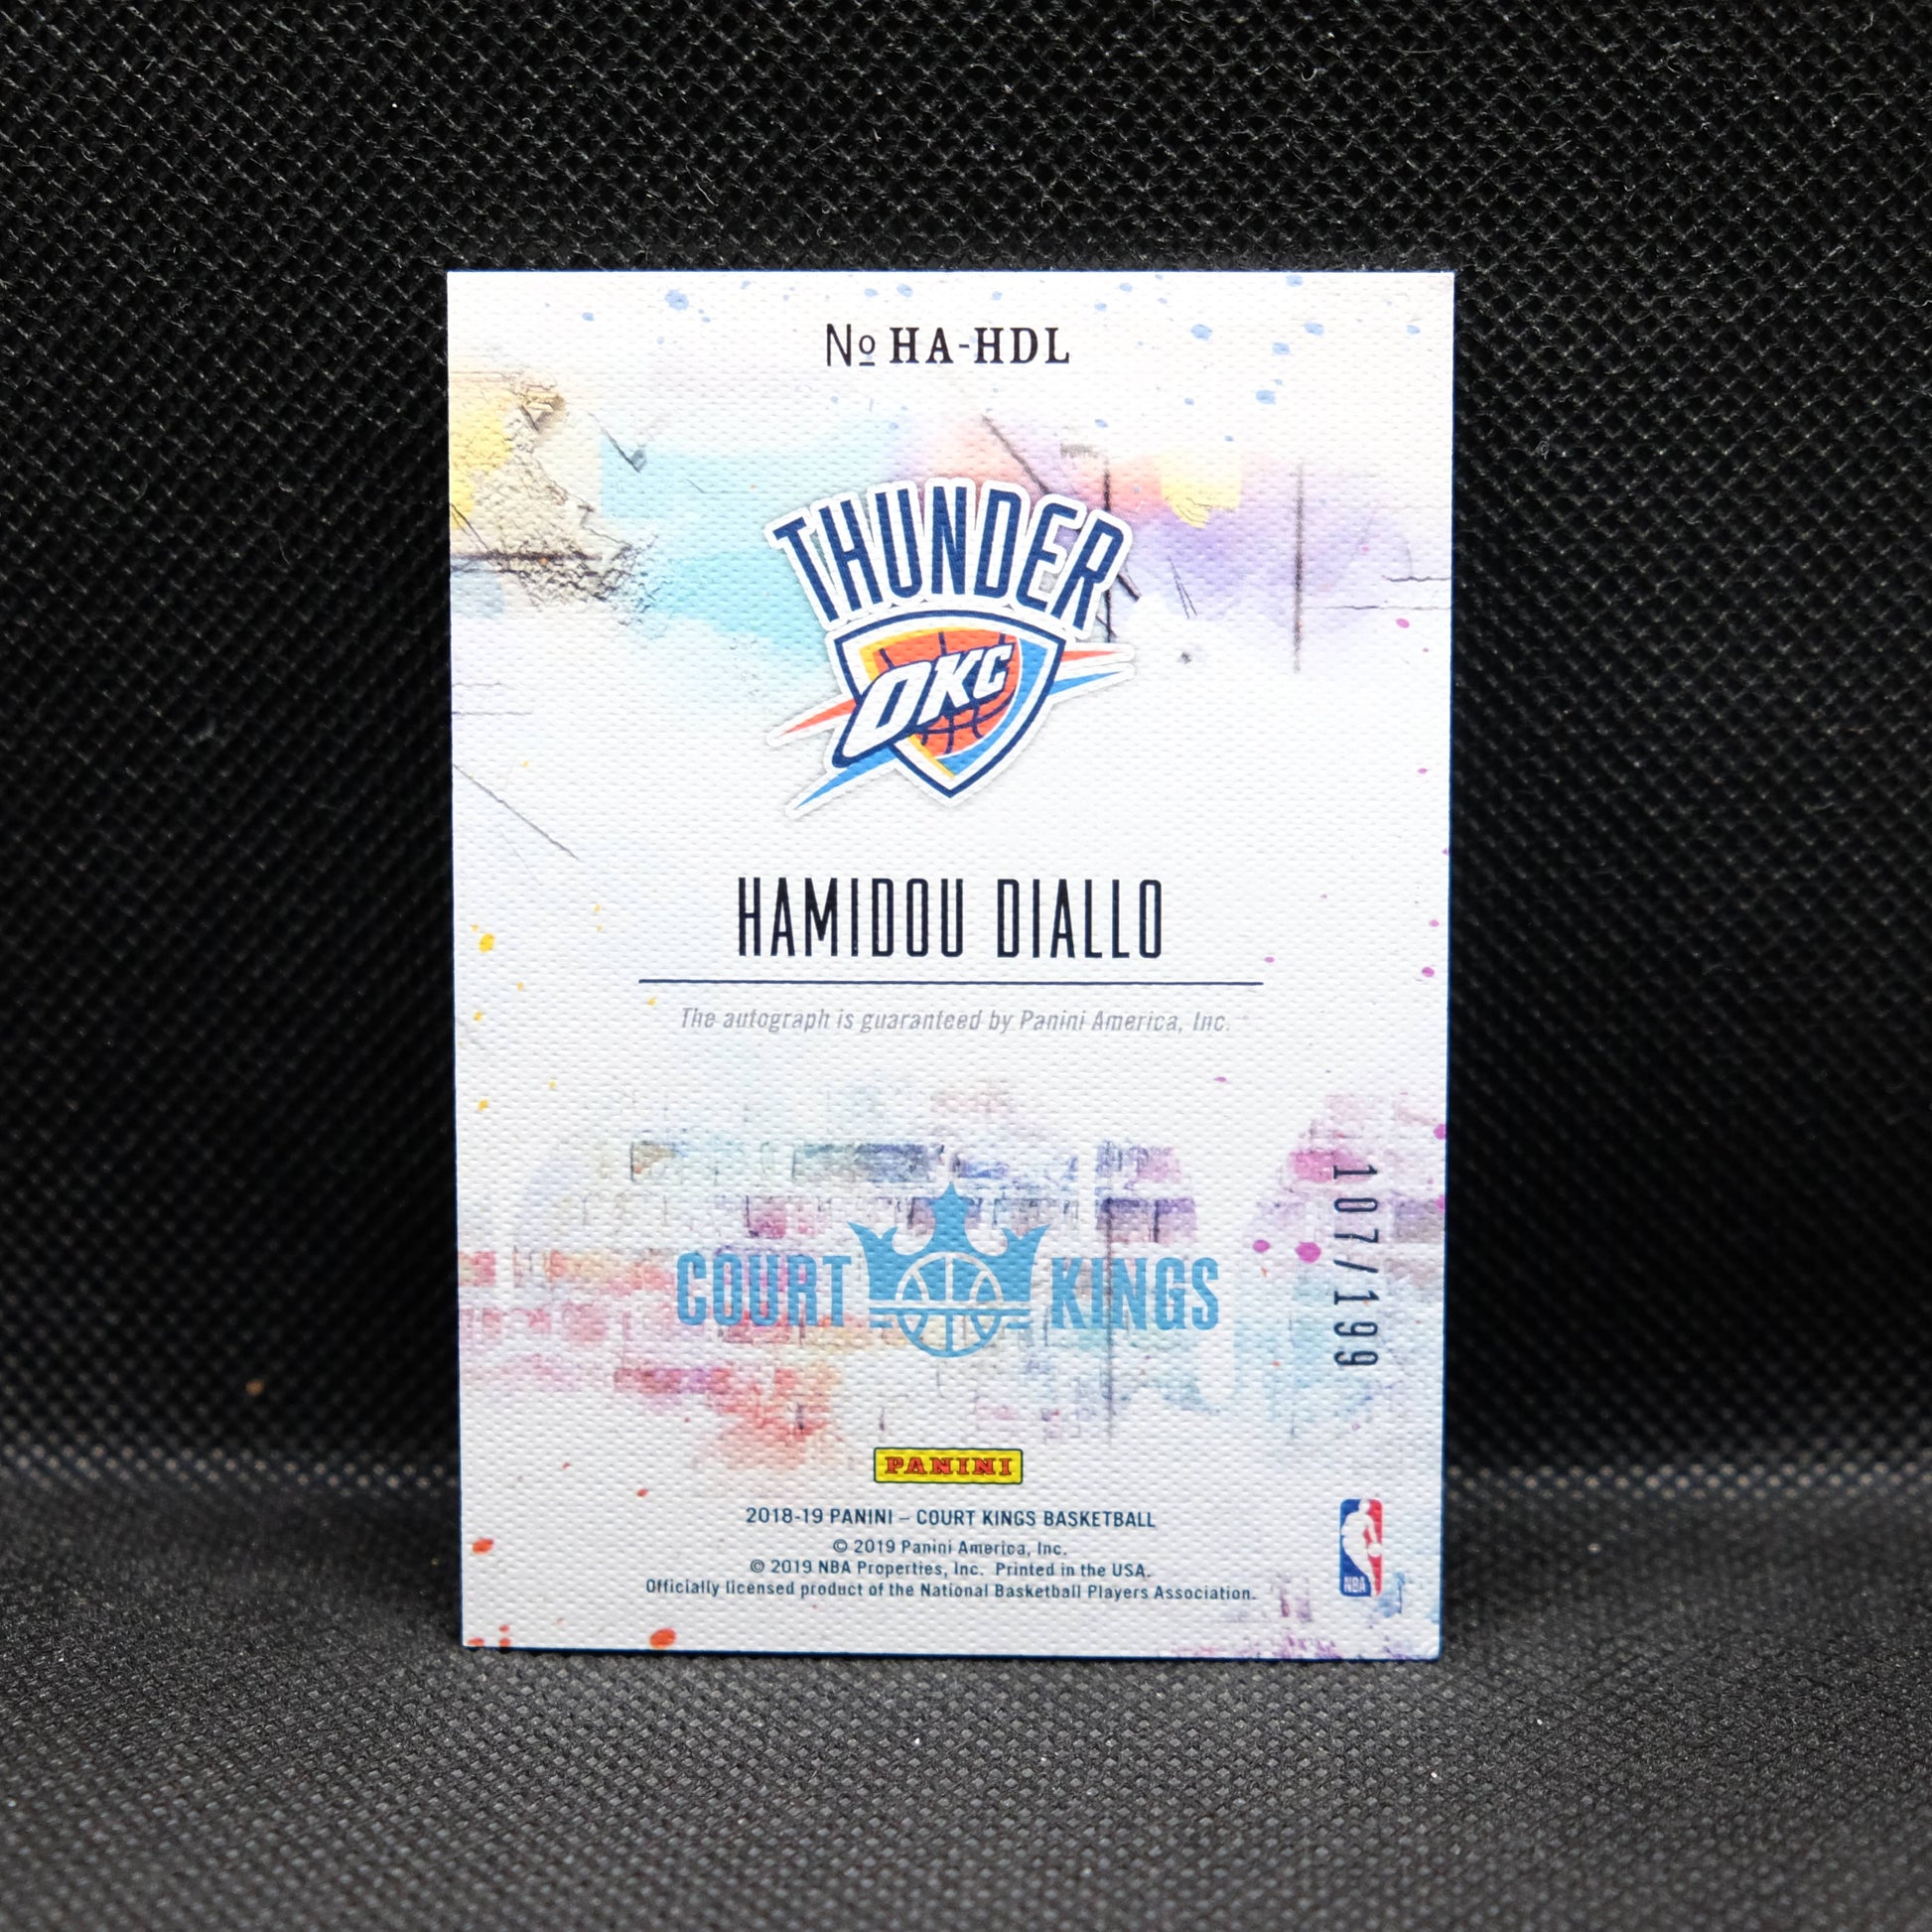 Nº HA-HDL
THUNDER
OKC
HAMIDOU DIALLO
The autograph is guaranteed by Panini America, Inc.
COURT KINGS
107/199
PANINI
2018-19 PANINI – COURT KINGS BASKETBALL
© 2019 Panini America, Inc.
© 2019 NBA Properties, Inc. Printed in the USA.
Officially licensed product of the National Basketball Players Association.
NBA